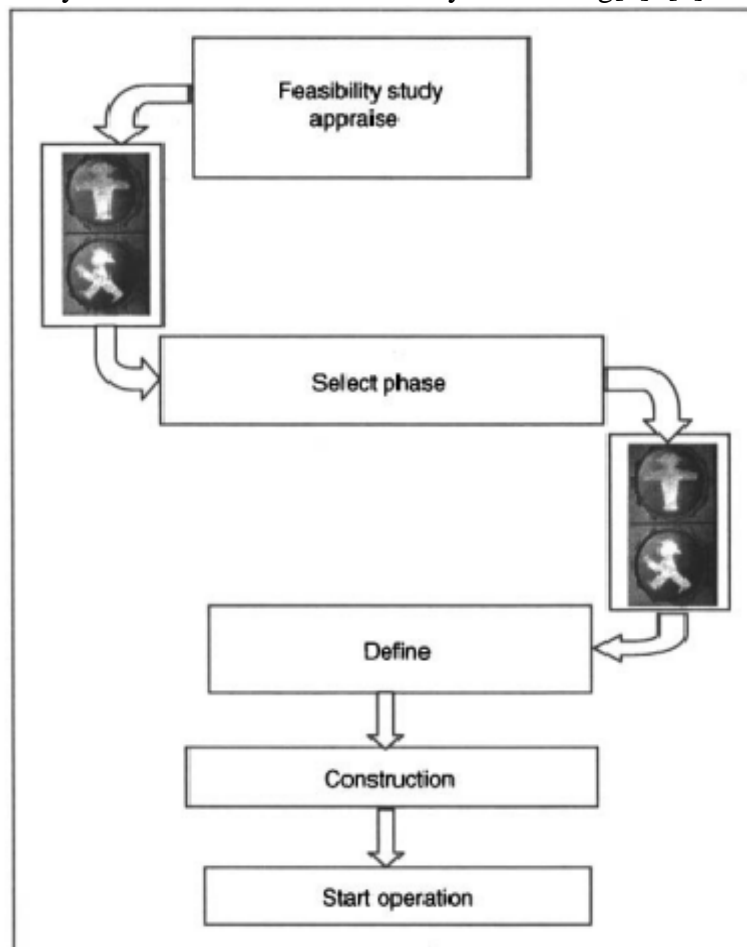 Feasibility study
appraise
Select phase
Define
Construction
Start operation